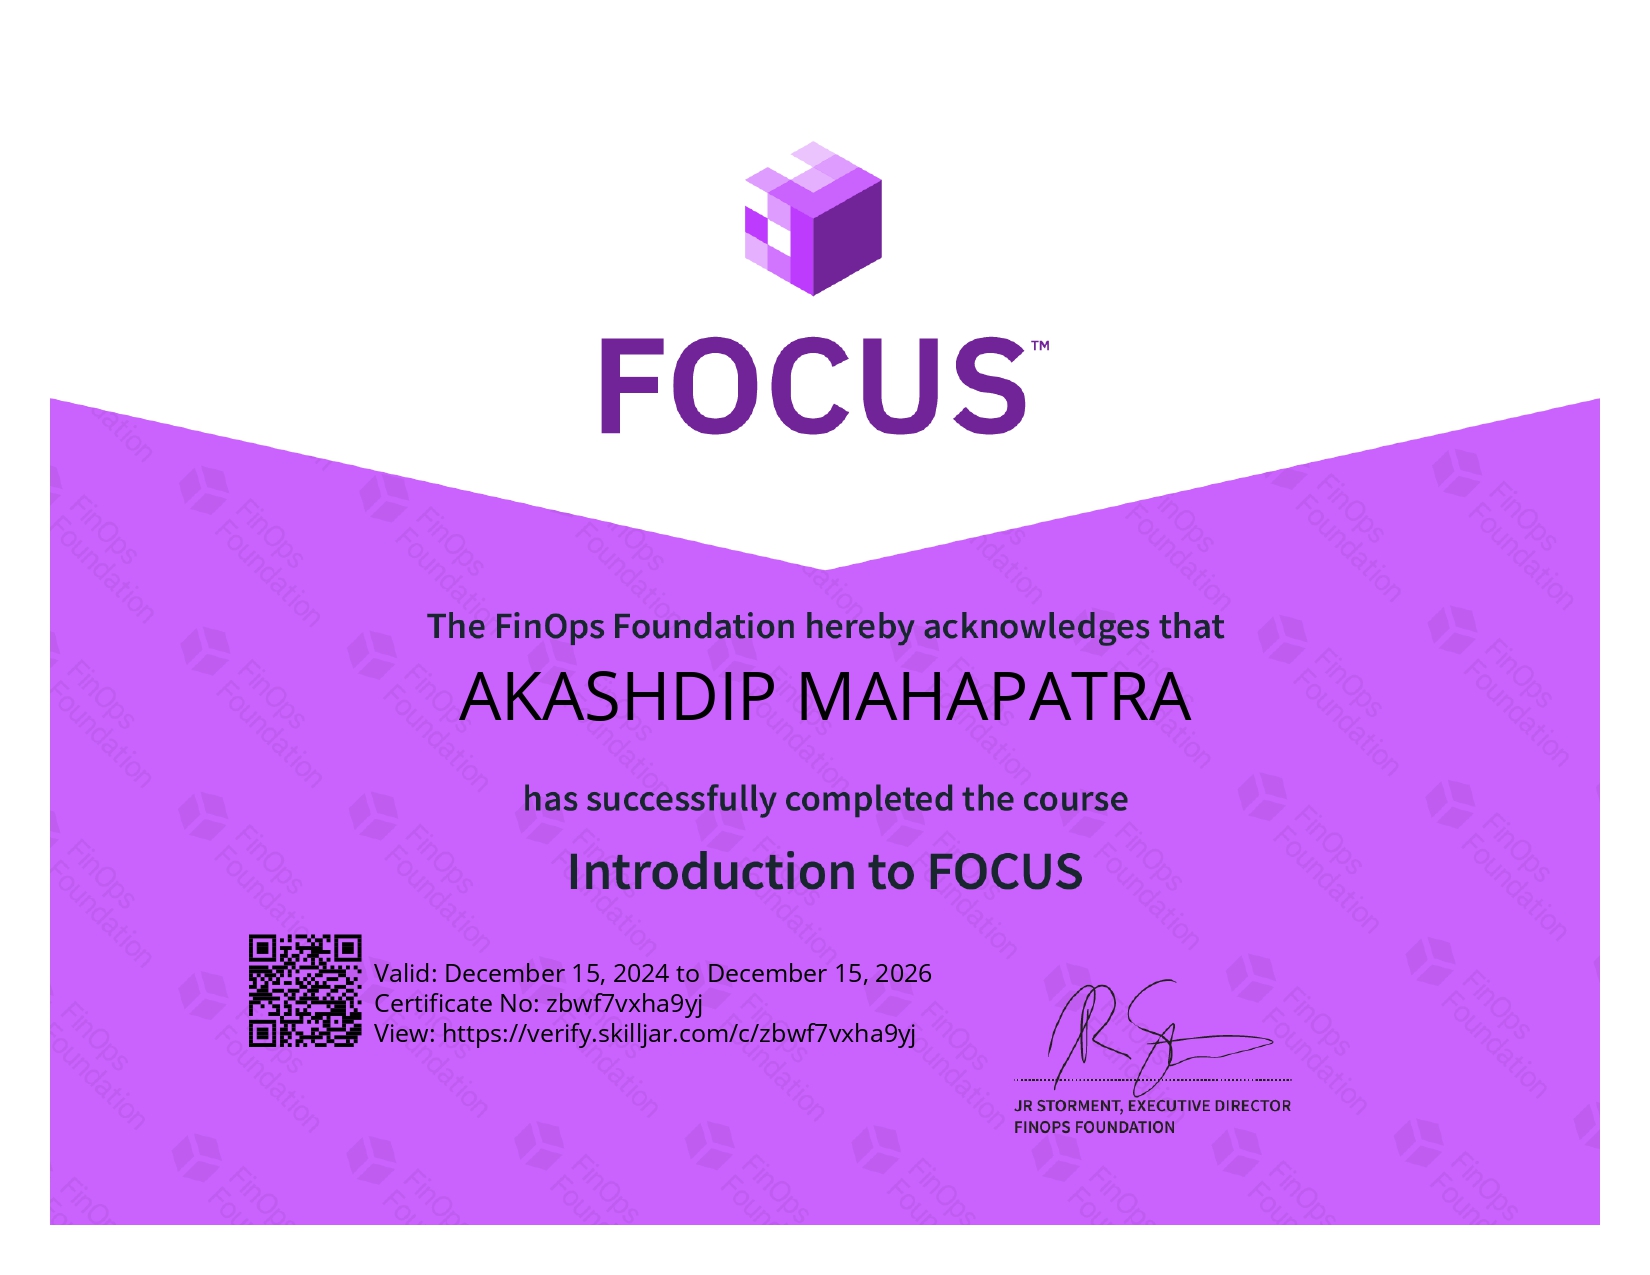 FOCUS™
The FinOps Foundation hereby acknowledges that
AKASHDIP MAHAPATRA
has successfully completed the course
Introduction to FOCUS
Valid: December 15, 2024 to December 15, 2026
Certificate No: zbwf7vxha9yj
View: https://verify.skilljar.com/c/zbwf7vxha9yj
JR STORMENT, EXECUTIVE DIRECTOR
FINOPS FOUNDATION
FinOps
Foundation